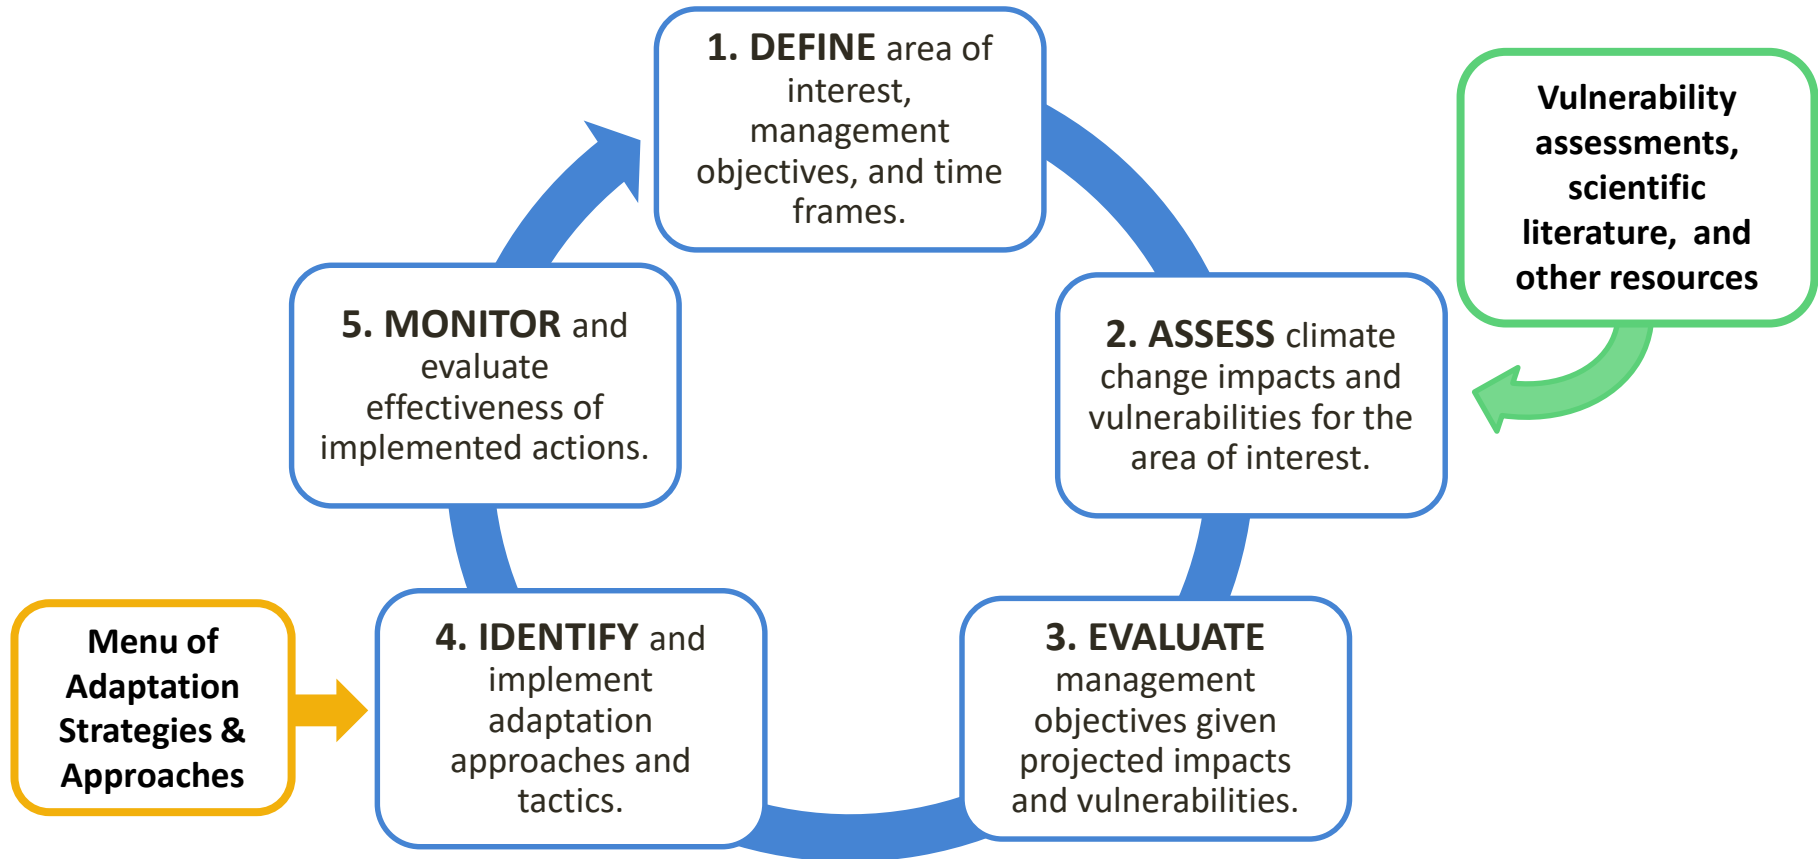 1. DEFINE area of
interest,
management
objectives, and time
frames.
Vulnerability
assessments,
scientific
literature, and
other resources
2. ASSESS climate
change impacts and
vulnerabilities for the
area of interest.
3. EVALUATE
management
objectives given
projected impacts
and vulnerabilities.
4. IDENTIFY and
implement
adaptation
approaches and
tactics.
Menu of
Adaptation
Strategies &
Approaches
5. MONITOR and
evaluate
effectiveness of
implemented actions.